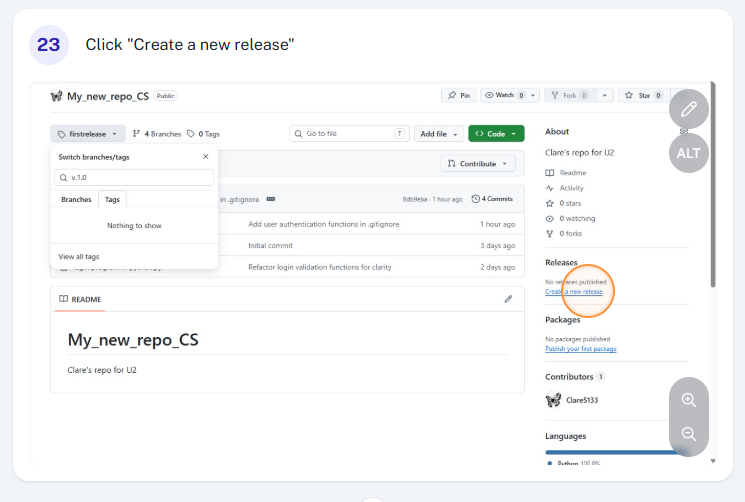 23 Click "Create a new release"
My_new_repo_CS Public Pin Watch 0 Fork 0 Star 0
firstrelease 4 Branches 0 Tags Go to file T Add file Code
ALT
Switch branches/tags
v.1.0
Branches Tags
Nothing to show
View all tags
Contribute
in .gitignore 8db9eba · 1 hour ago 4 Commits
Add user authentication functions in .gitignore 1 hour ago
Initial commit 3 days ago
Refactor login validation functions for clarity 2 days ago
README
My_new_repo_CS
Clare's repo for U2
About
Clare's repo for U2
Readme
Activity
0 stars
0 watching
0 forks
Releases
No releases published
Create a new release
Packages
No packages published
Publish your first package
Contributors 1
ClareS133
Languages
Python 100.0%